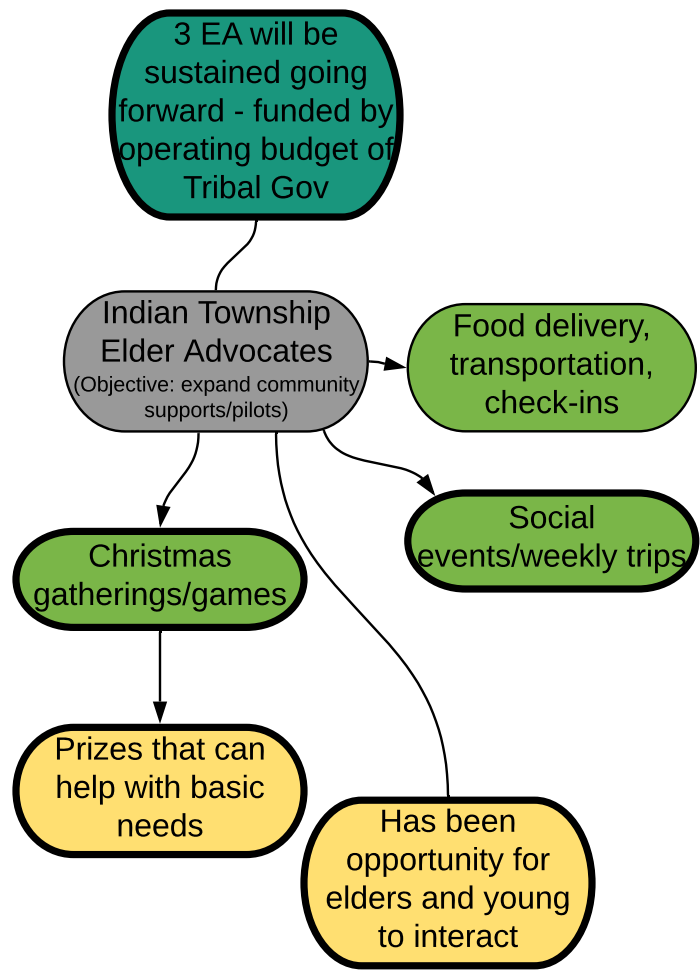 3 EA will be
sustained going
forward - funded by
operating budget of
Tribal Gov
Indian Township
Elder Advocates
(Objective: expand community
supports/pilots)
Food delivery,
transportation,
check-ins
Social
events/weekly trips
Christmas
gatherings/games
Prizes that can
help with basic
needs
Has been
opportunity for
elders and young
to interact